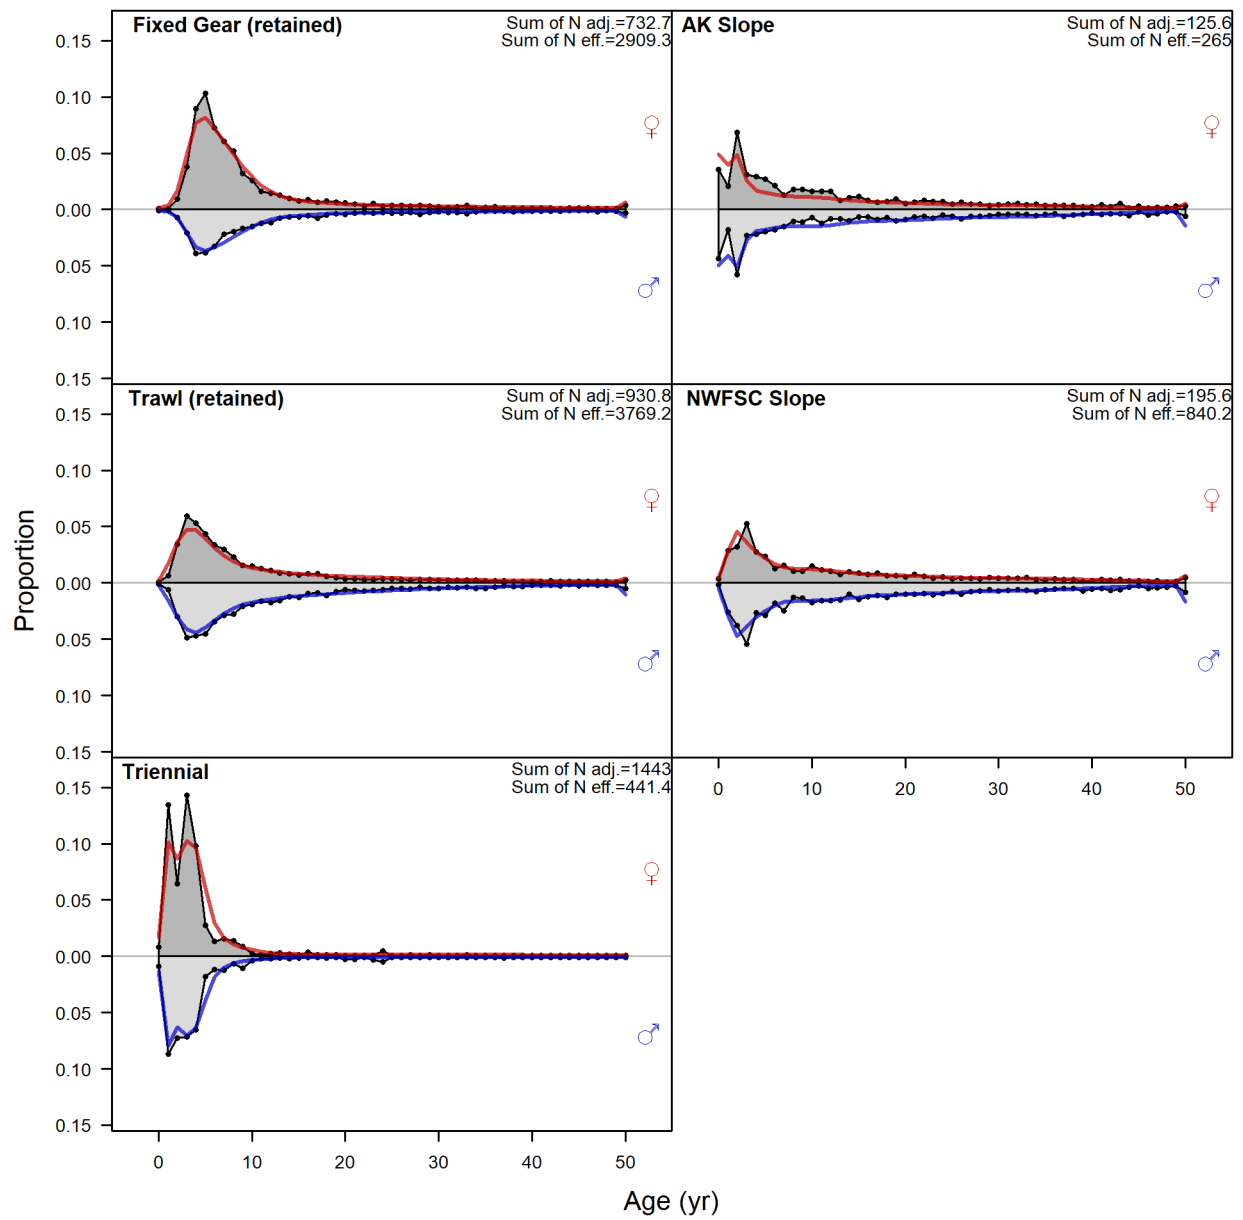 Fixed Gear (retained)
Sum of N adj.=732.7
Sum of N eff.=2909.3
0.15
0.10
0.05
0.00
0.05
0.10
0.15
♀
♂
AK Slope
Sum of N adj.=125.6
Sum of N eff.=265
♀
♂
Trawl (retained)
Sum of N adj.=930.8
Sum of N eff.=3769.2
0.15
0.10
0.05
0.00
0.05
0.10
0.15
♀
♂
NWFSC Slope
Sum of N adj.=195.6
Sum of N eff.=840.2
♀
♂
0 10 20 30 40 50
Triennial
Sum of N adj.=1443
Sum of N eff.=441.4
0.15
0.10
0.05
0.00
0.05
0.10
0.15
♀
♂
0 10 20 30 40 50
Proportion
Age (yr)